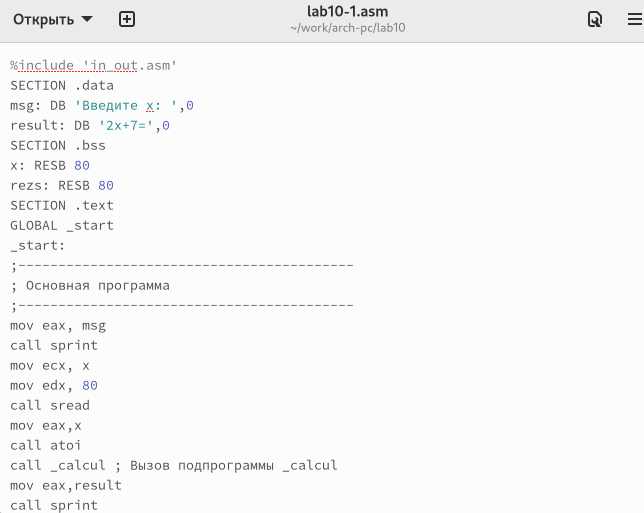 Открыть
lab10-1.asm
~/work/arch-pc/lab10
%include 'in_out.asm'
SECTION .data
msg: DB 'Введите x: ',0
result: DB '2x+7=',0
SECTION .bss
x: RESB 80
rezs: RESB 80
SECTION .text
GLOBAL _start
_start:
;------------------------------------------
; Основная программа
;------------------------------------------
mov eax, msg
call sprint
mov ecx, x
mov edx, 80
call sread
mov eax,x
call atoi
call _calcul ; Вызов подпрограммы _calcul
mov eax,result
call sprint